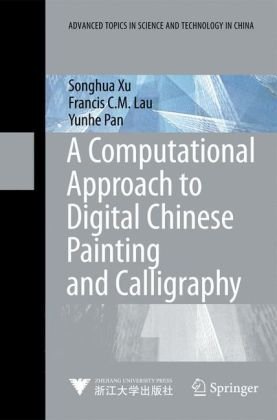 ADVANCED TOPICS IN SCIENCE AND TECHNOLOGY IN CHINA
Songhua Xu
Francis C.M. Lau
Yunhe Pan
A Computational
Approach to
Digital Chinese
Painting
and Calligraphy
ZHEJIANG UNIVERSITY PRESS
浙江大学出版社
Springer